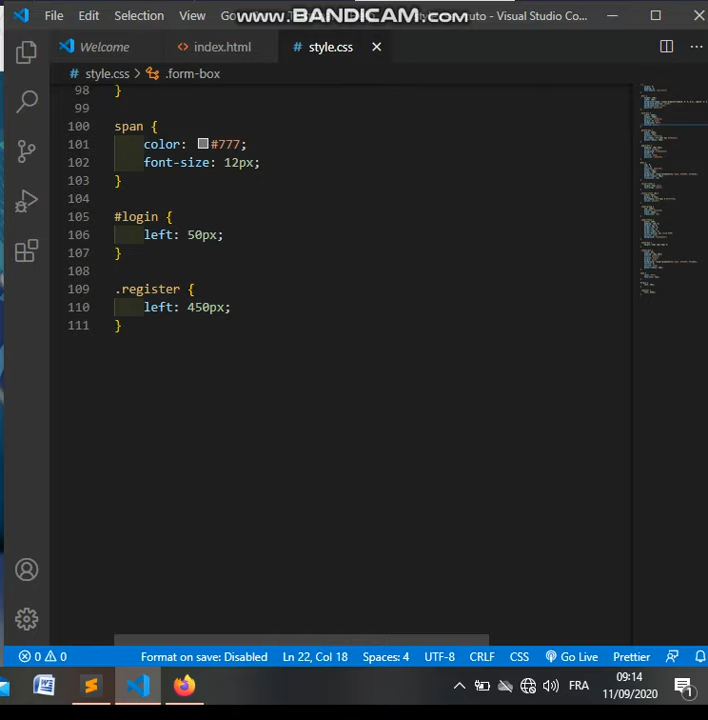 File Edit Selection View Go www.BANDICAM.com uto - Visual Studio Co...
Welcome index.html # style.css
# style.css > .form-box
98 }
99
100 span {
101 color: #777;
102 font-size: 12px;
103 }
104
105 #login {
106 left: 50px;
107 }
108
109 .register {
110 left: 450px;
111 }
0 0 Format on save: Disabled Ln 22, Col 18 Spaces: 4 UTF-8 CRLF CSS Go Live Prettier
FRA 09:14
11/09/2020 1